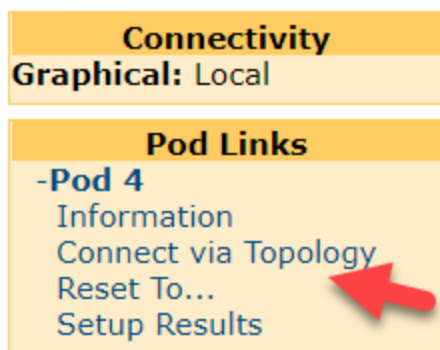 Connectivity
Graphical: Local
Pod Links
-Pod 4
Information
Connect via Topology
Reset To...
Setup Results